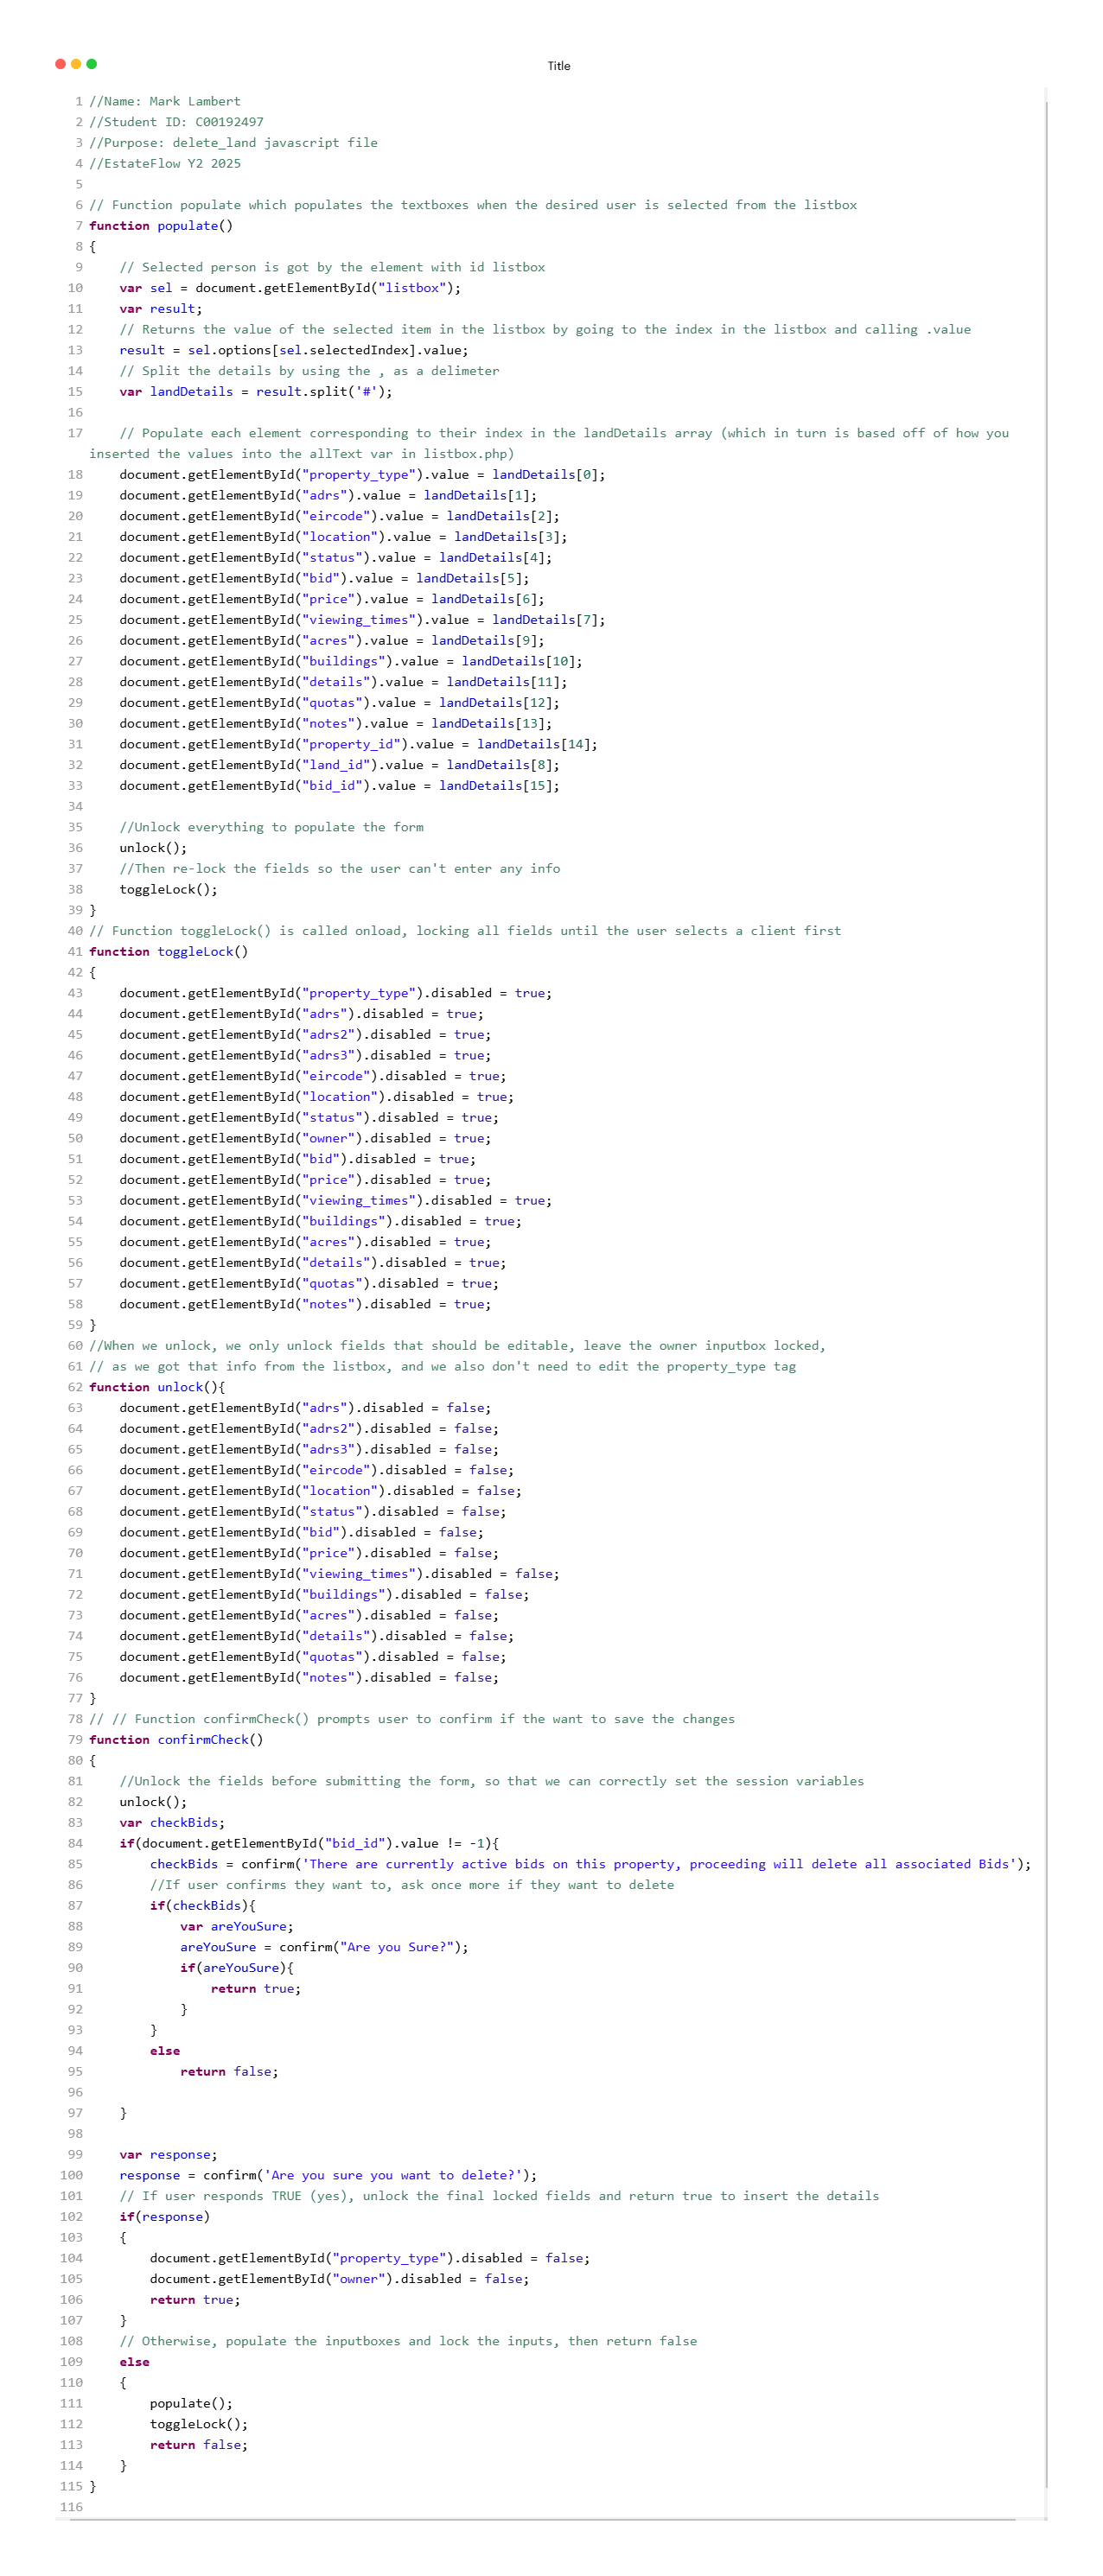 Title
1 //Name: Mark Lambert
2 //Student ID: C00192497
3 //Purpose: delete_land javascript file
4 //EstateFlow Y2 2025
5
6 // Function populate which populates the textboxes when the desired user is selected from the listbox
7 function populate()
8 {
9     // Selected person is got by the element with id listbox
10     var sel = document.getElementById("listbox");
11     var result;
12     // Returns the value of the selected item in the listbox by going to the index in the listbox and calling .value
13     result = sel.options[sel.selectedIndex].value;
14     // Split the details by using the , as a delimeter
15     var landDetails = result.split('#');
16
17     // Populate each element corresponding to their index in the landDetails array (which in turn is based off of how you
inserted the values into the allText var in listbox.php)
18     document.getElementById("property_type").value = landDetails[0];
19     document.getElementById("adrs").value = landDetails[1];
20     document.getElementById("eircode").value = landDetails[2];
21     document.getElementById("location").value = landDetails[3];
22     document.getElementById("status").value = landDetails[4];
23     document.getElementById("bid").value = landDetails[5];
24     document.getElementById("price").value = landDetails[6];
25     document.getElementById("viewing_times").value = landDetails[7];
26     document.getElementById("acres").value = landDetails[9];
27     document.getElementById("buildings").value = landDetails[10];
28     document.getElementById("details").value = landDetails[11];
29     document.getElementById("quotas").value = landDetails[12];
30     document.getElementById("notes").value = landDetails[13];
31     document.getElementById("property_id").value = landDetails[14];
32     document.getElementById("land_id").value = landDetails[8];
33     document.getElementById("bid_id").value = landDetails[15];
34
35     //Unlock everything to populate the form
36     unlock();
37     //Then re-lock the fields so the user can't enter any info
38     toggleLock();
39 }
40 // Function toggleLock() is called onload, locking all fields until the user selects a client first
41 function toggleLock()
42 {
43     document.getElementById("property_type").disabled = true;
44     document.getElementById("adrs").disabled = true;
45     document.getElementById("adrs2").disabled = true;
46     document.getElementById("adrs3").disabled = true;
47     document.getElementById("eircode").disabled = true;
48     document.getElementById("location").disabled = true;
49     document.getElementById("status").disabled = true;
50     document.getElementById("owner").disabled = true;
51     document.getElementById("bid").disabled = true;
52     document.getElementById("price").disabled = true;
53     document.getElementById("viewing_times").disabled = true;
54     document.getElementById("buildings").disabled = true;
55     document.getElementById("acres").disabled = true;
56     document.getElementById("details").disabled = true;
57     document.getElementById("quotas").disabled = true;
58     document.getElementById("notes").disabled = true;
59 }
60 //When we unlock, we only unlock fields that should be editable, leave the owner inputbox locked,
61 // as we got that info from the listbox, and we also don't need to edit the property_type tag
62 function unlock(){
63     document.getElementById("adrs").disabled = false;
64     document.getElementById("adrs2").disabled = false;
65     document.getElementById("adrs3").disabled = false;
66     document.getElementById("eircode").disabled = false;
67     document.getElementById("location").disabled = false;
68     document.getElementById("status").disabled = false;
69     document.getElementById("bid").disabled = false;
70     document.getElementById("price").disabled = false;
71     document.getElementById("viewing_times").disabled = false;
72     document.getElementById("buildings").disabled = false;
73     document.getElementById("acres").disabled = false;
74     document.getElementById("details").disabled = false;
75     document.getElementById("quotas").disabled = false;
76     document.getElementById("notes").disabled = false;
77 }
78 // // Function confirmCheck() prompts user to confirm if the want to save the changes
79 function confirmCheck()
80 {
81     //Unlock the fields before submitting the form, so that we can correctly set the session variables
82     unlock();
83     var checkBids;
84     if(document.getElementById("bid_id").value != -1){
85         checkBids = confirm('There are currently active bids on this property, proceeding will delete all associated Bids');
86         //If user confirms they want to, ask once more if they want to delete
87         if(checkBids){
88             var areYouSure;
89             areYouSure = confirm("Are you Sure?");
90             if(areYouSure){
91                 return true;
92             }
93         }
94         else
95             return false;
96
97     }
98
99     var response;
100     response = confirm('Are you sure you want to delete?');
101     // If user responds TRUE (yes), unlock the final locked fields and return true to insert the details
102     if(response)
103     {
104         document.getElementById("property_type").disabled = false;
105         document.getElementById("owner").disabled = false;
106         return true;
107     }
108     // Otherwise, populate the inputboxes and lock the inputs, then return false
109     else
110     {
111         populate();
112         toggleLock();
113         return false;
114     }
115 }
116